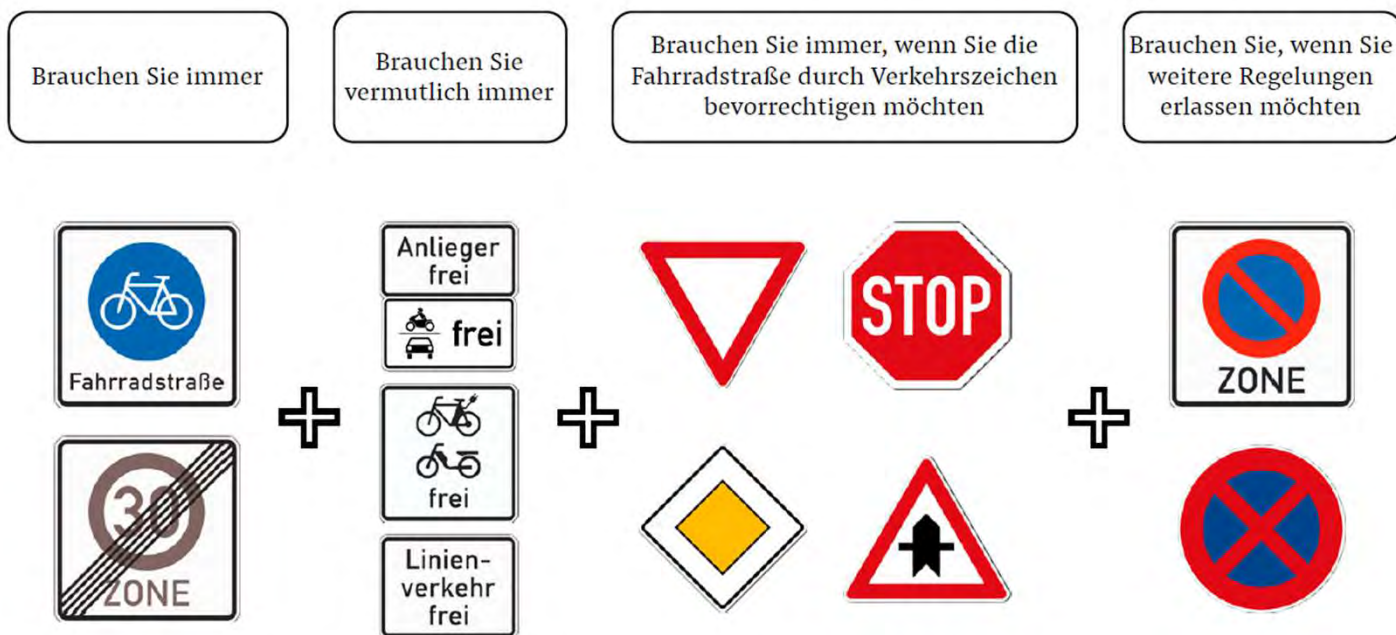 Brauchen Sie immer
Brauchen Sie
vermutlich immer
Brauchen Sie immer, wenn Sie die
Fahrradstraße durch Verkehrszeichen
bevorrechtigen möchten
Brauchen Sie, wenn Sie
weitere Regelungen
erlassen möchten
Fahrradstraße
30
ZONE
Anlieger
frei
frei
frei
Linien-
verkehr
frei
STOP
ZONE